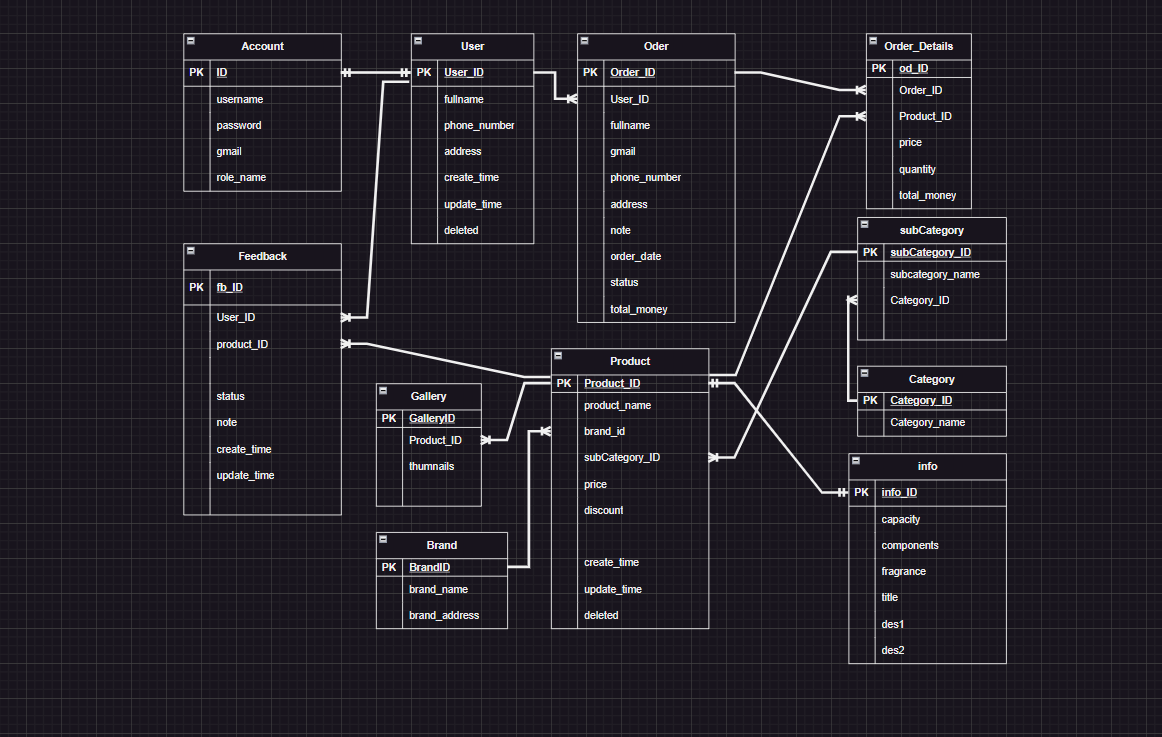 Account
PK ID
username
password
gmail
role_name
User
PK User_ID
fullname
phone_number
address
create_time
update_time
deleted
Oder
PK Order_ID
User_ID
fullname
gmail
phone_number
address
note
order_date
status
total_money
Order_Details
PK od_ID
Order_ID
Product_ID
price
quantity
total_money
Feedback
PK fb_ID
User_ID
product_ID
status
note
create_time
update_time
subCategory
PK subCategory_ID
subcategory_name
Category_ID
Gallery
PK GalleryID
Product_ID
thumnails
Product
PK Product_ID
product_name
brand_id
subCategory_ID
price
discount
create_time
update_time
deleted
Category
PK Category_ID
Category_name
Brand
PK BrandID
brand_name
brand_address
info
PK info_ID
capacity
components
fragrance
title
des1
des2